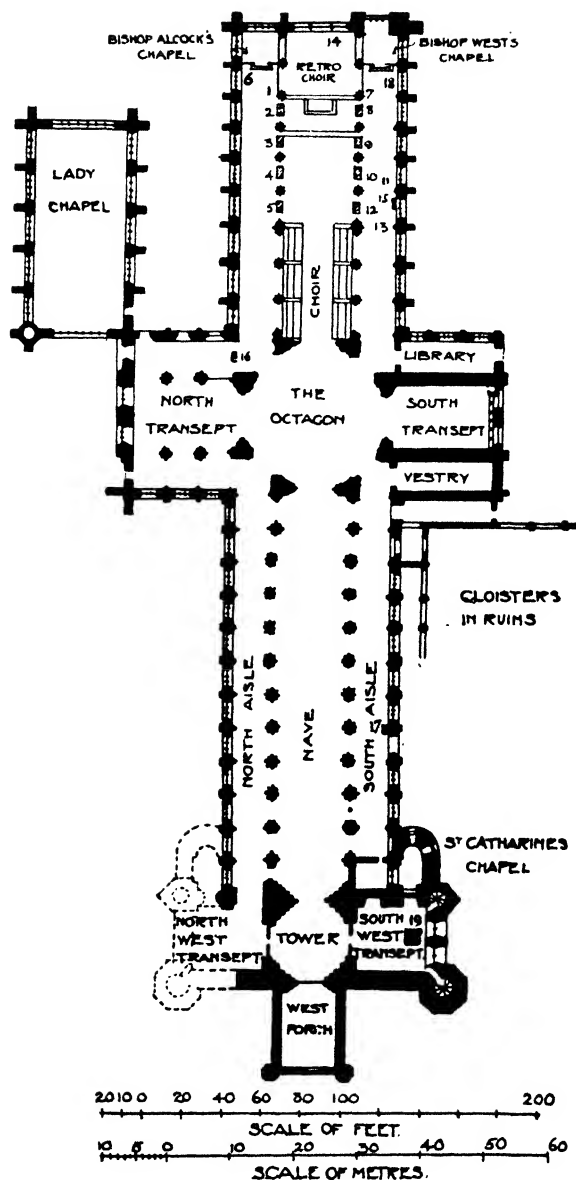 BISHOP ALCOCK'S
CHAPEL
BISHOP WEST'S
CHAPEL
14
RETRO
CHOIR
6
18
1
7
2
8
3
9
4
10
11
15
5
12
13
LADY
CHAPEL
CHOIR
16
LIBRARY
NORTH
TRANSEPT
THE
OCTAGON
SOUTH
TRANSEPT
VESTRY
CLOISTERS
IN RUINS
NORTH AISLE
NAVE
SOUTH AISLE
17
ST CATHARINES
CHAPEL
NORTH
WEST
TRANSEPT
TOWER
SOUTH 19
WEST
TRANSEPT
WEST
PORTH
20 10 0 20 40 60 80 100 200
SCALE OF FEET.
10 5 0 10 20 30 40 50 60
SCALE OF METRES.